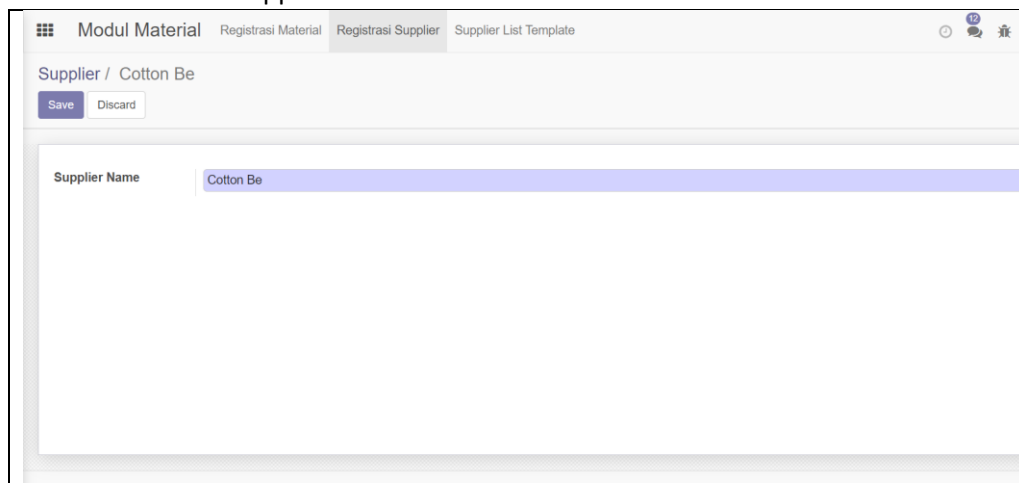 Modul Material Registrasi Material Registrasi Supplier Supplier List Template 12
Supplier / Cotton Be
Save Discard
Supplier Name Cotton Be